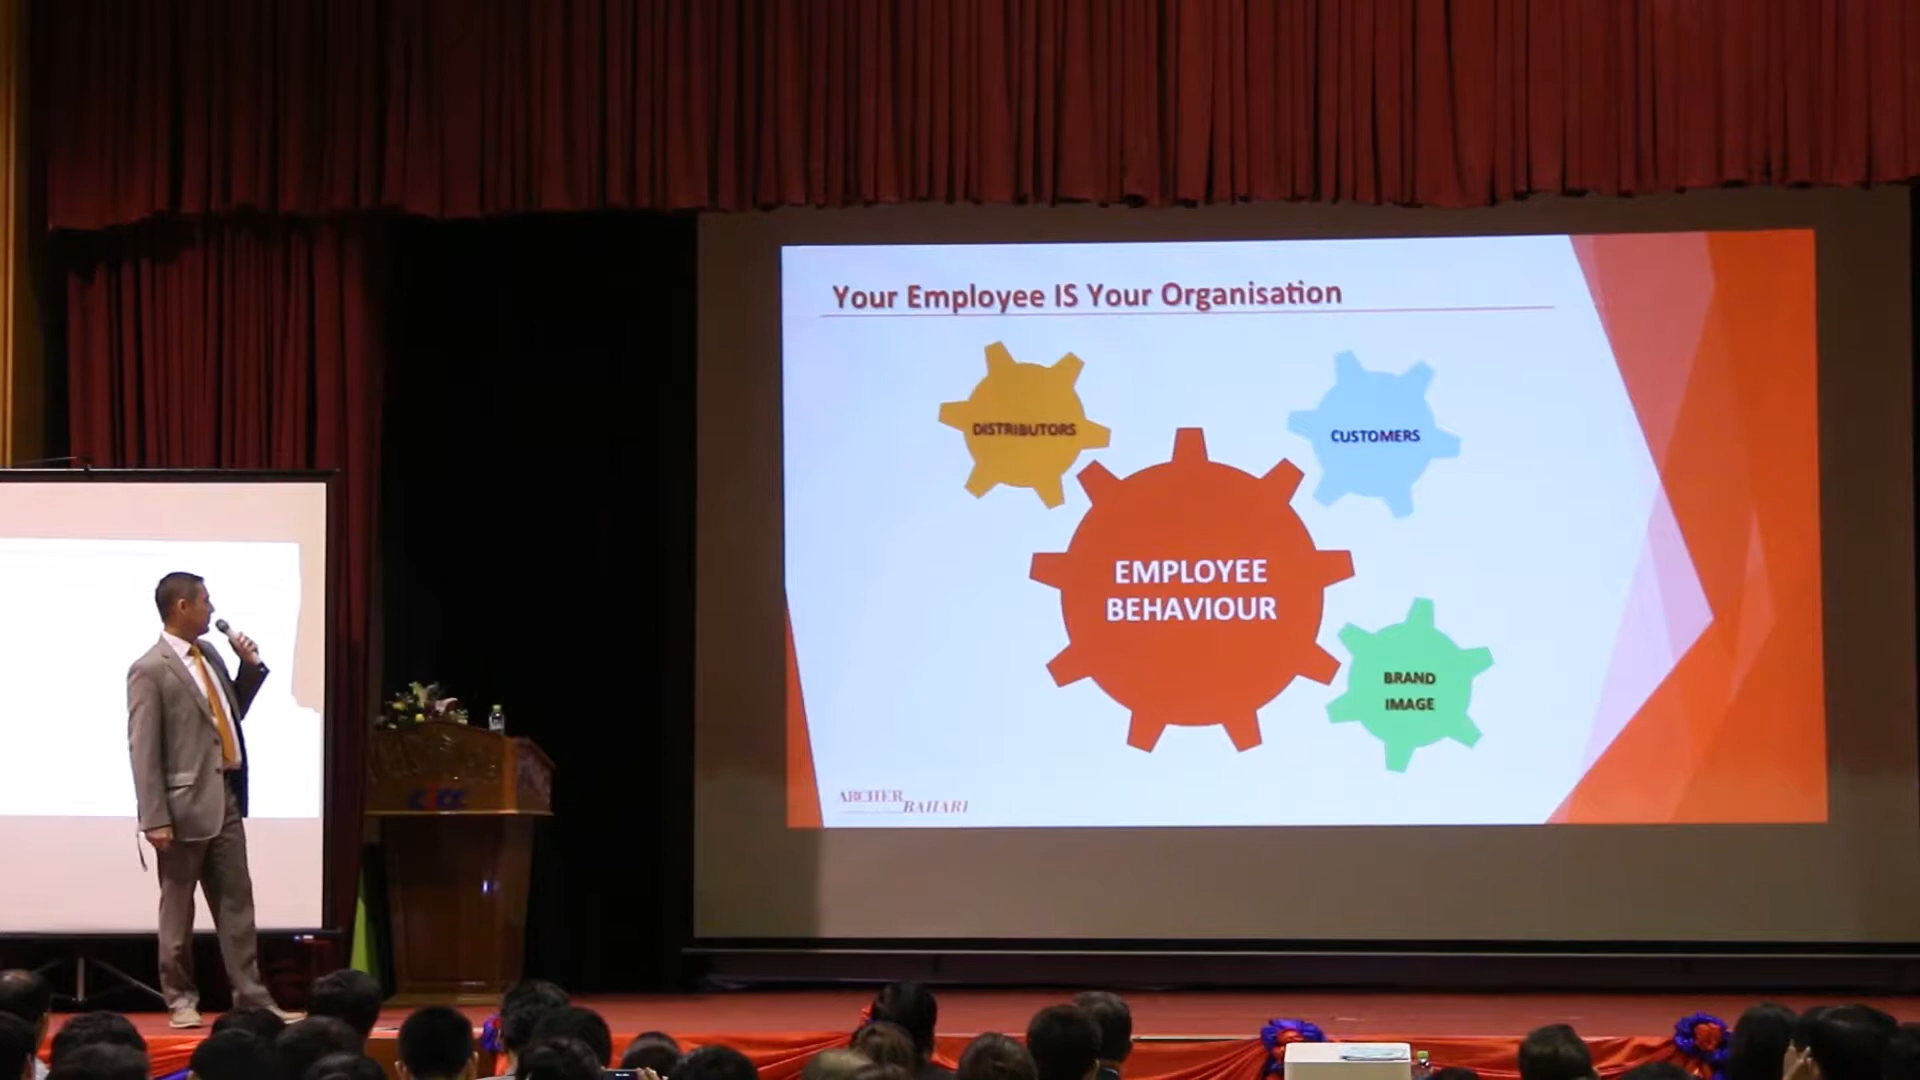 Your Employee IS Your Organisation
DISTRIBUTORS
CUSTOMERS
EMPLOYEE
BEHAVIOUR
BRAND
IMAGE
ARCHER
BAHARI